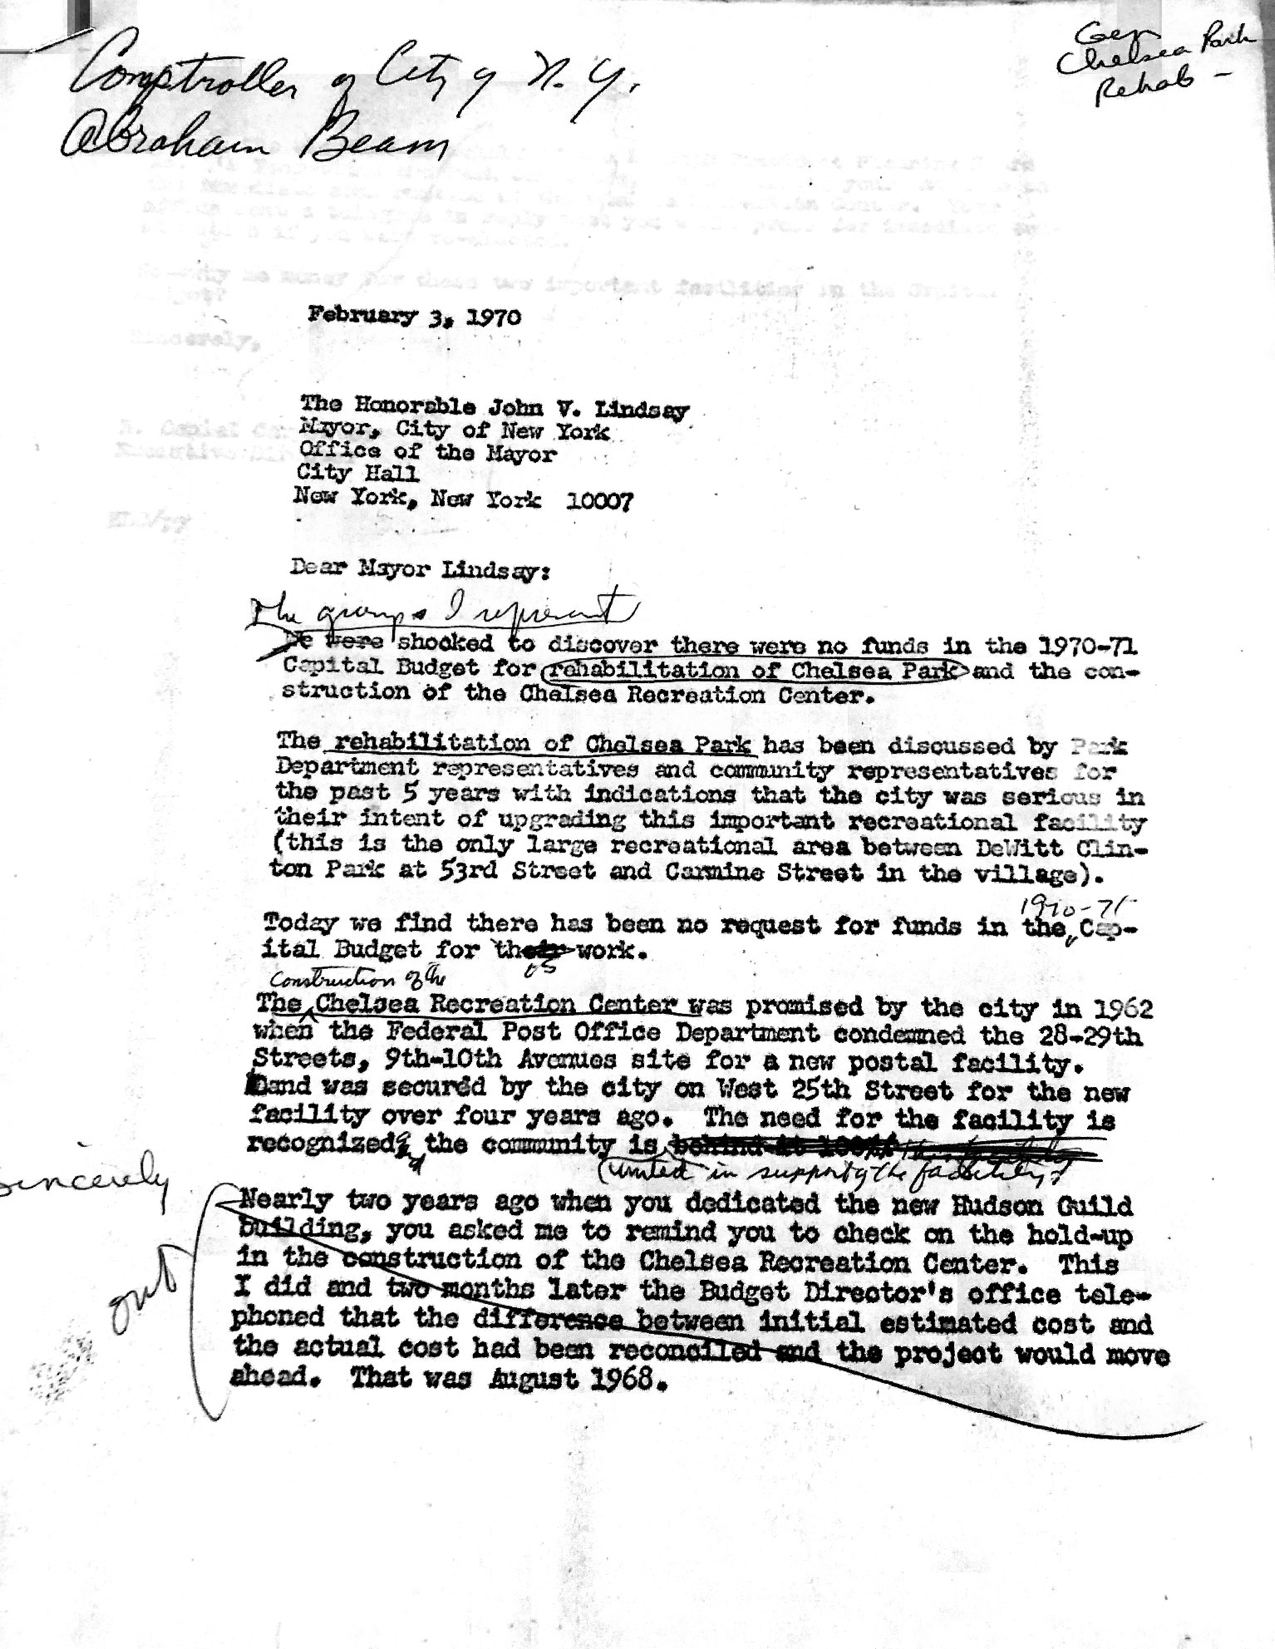 Comptroller of City of N.Y.
Abraham Beam
Gen
Chelsea Park
Rehab -
February 3, 1970
The Honorable John V. Lindsay
Mayor, City of New York
Office of the Mayor
City Hall
New York, New York 10007
Dear Mayor Lindsay:
The groups I represent
We were shocked to discover there were no funds in the 1970-71
Capital Budget for rehabilitation of Chelsea Park and the con-
struction of the Chelsea Recreation Center.
The rehabilitation of Chelsea Park has been discussed by Park
Department representatives and community representatives for
the past 5 years with indications that the city was serious in
their intent of upgrading this important recreational facility
(this is the only large recreational area between DeWitt Clin-
ton Park at 53rd Street and Carmine Street in the village).
1970-71
Today we find there has been no request for funds in the Cap-
ital Budget for their work.
is
Construction of the
The Chelsea Recreation Center was promised by the city in 1962
when the Federal Post Office Department condemned the 28-29th
Streets, 9th-10th Avenues site for a new postal facility.
Land was secured by the city on West 25th Street for the new
facility over four years ago. The need for the facility is
recognized, the community is behind it 100%
united in support of the facility
Sincerely
out
Nearly two years ago when you dedicated the new Hudson Guild
building, you asked me to remind you to check on the hold-up
in the construction of the Chelsea Recreation Center. This
I did and two months later the Budget Director's office tele-
phoned that the difference between initial estimated cost and
the actual cost had been reconciled and the project would move
ahead. That was August 1968.